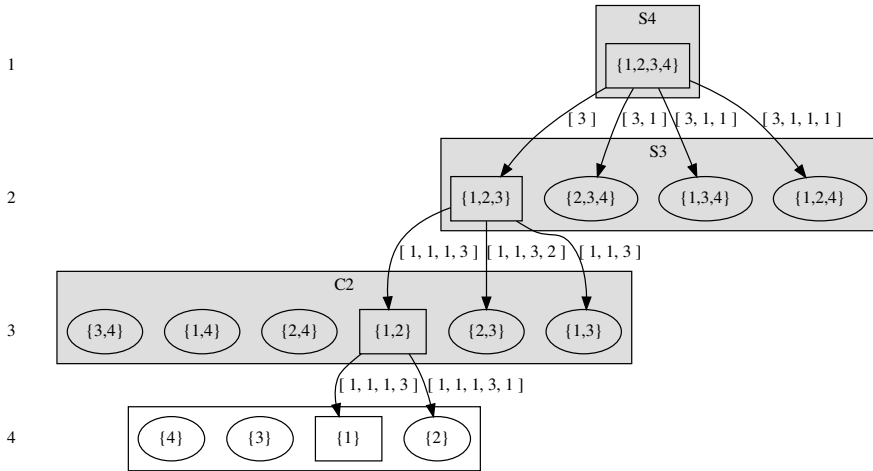 S4
1
{1,2,3,4}
[ 3 ] [ 3, 1 ] [ 3, 1, 1 ] [ 3, 1, 1, 1 ]
S3
2
{1,2,3} {2,3,4} {1,3,4} {1,2,4}
[ 1, 1, 1, 3 ] [ 1, 1, 3, 2 ] [ 1, 1, 3 ]
C2
3
{3,4} {1,4} {2,4} {1,2} {2,3} {1,3}
[ 1, 1, 1, 3 ] [ 1, 1, 1, 3, 1 ]
4
{4} {3} {1} {2}